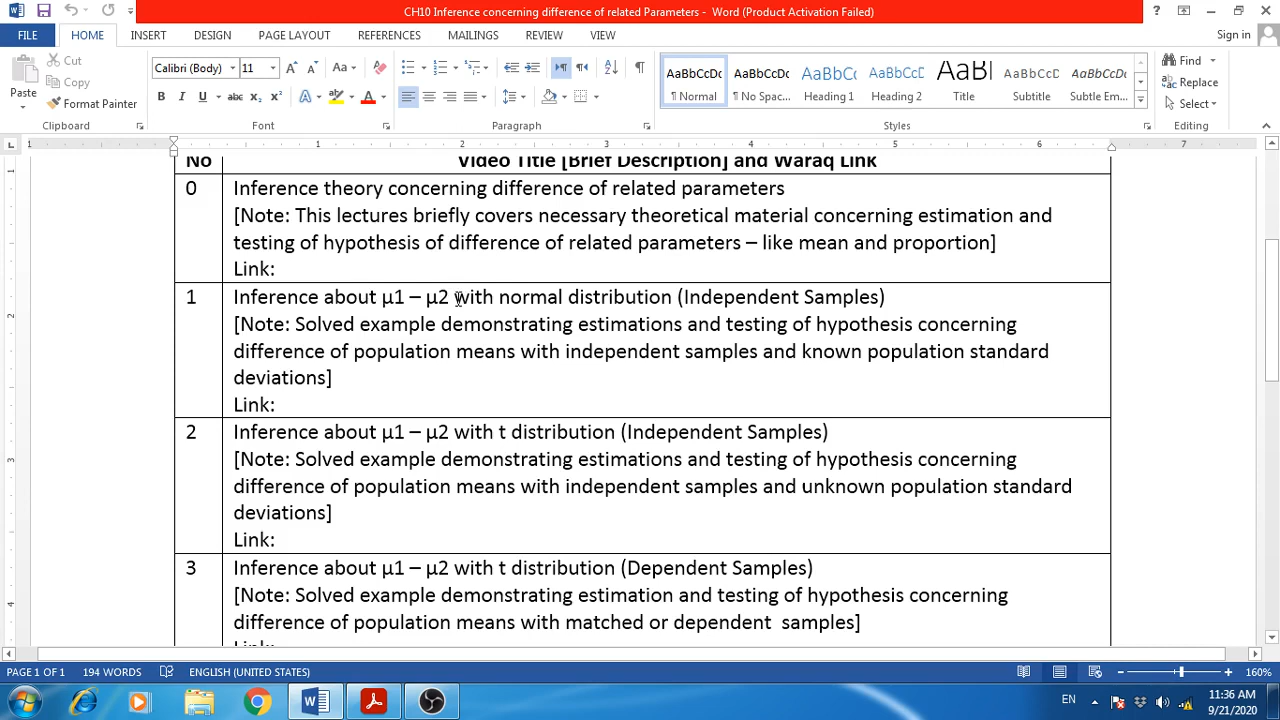 CH10 Inference concerning difference of related Parameters - Word (Product Activation Failed)
FILE HOME INSERT DESIGN PAGE LAYOUT REFERENCES MAILINGS REVIEW VIEW Sign in
Paste
Cut
Copy
Format Painter
Clipboard
Calibri (Body) 11
Font
Paragraph
AaBbCcDc AaBbCcDc AaBbCc AaBbCcD AaBl AaBbCcD AaBbCcD
¶ Normal ¶ No Spac... Heading 1 Heading 2 Title Subtitle Subtle Em...
Styles
Find
Replace
Select
Editing
No Video Title [Brief Description] and Waraq Link
0 Inference theory concerning difference of related parameters
[Note: This lectures briefly covers necessary theoretical material concerning estimation and
testing of hypothesis of difference of related parameters – like mean and proportion]
Link:
1 Inference about µ1 – µ2 with normal distribution (Independent Samples)
[Note: Solved example demonstrating estimations and testing of hypothesis concerning
difference of population means with independent samples and known population standard
deviations]
Link:
2 Inference about µ1 – µ2 with t distribution (Independent Samples)
[Note: Solved example demonstrating estimations and testing of hypothesis concerning
difference of population means with independent samples and unknown population standard
deviations]
Link:
3 Inference about µ1 – µ2 with t distribution (Dependent Samples)
[Note: Solved example demonstrating estimation and testing of hypothesis concerning
difference of population means with matched or dependent  samples]
Link:
PAGE 1 OF 1 194 WORDS ENGLISH (UNITED STATES) 160%
EN 11:36 AM
9/21/2020